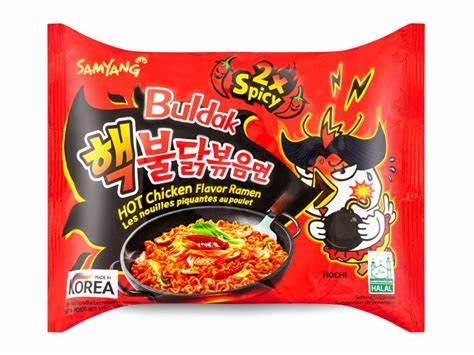 SAMYANG
2x
Spicy
Buldak
핵불닭볶음면
HOT Chicken Flavor Ramen
Les nouilles piquantes au poulet
HOCHI
MADE IN
KOREA
HALAL